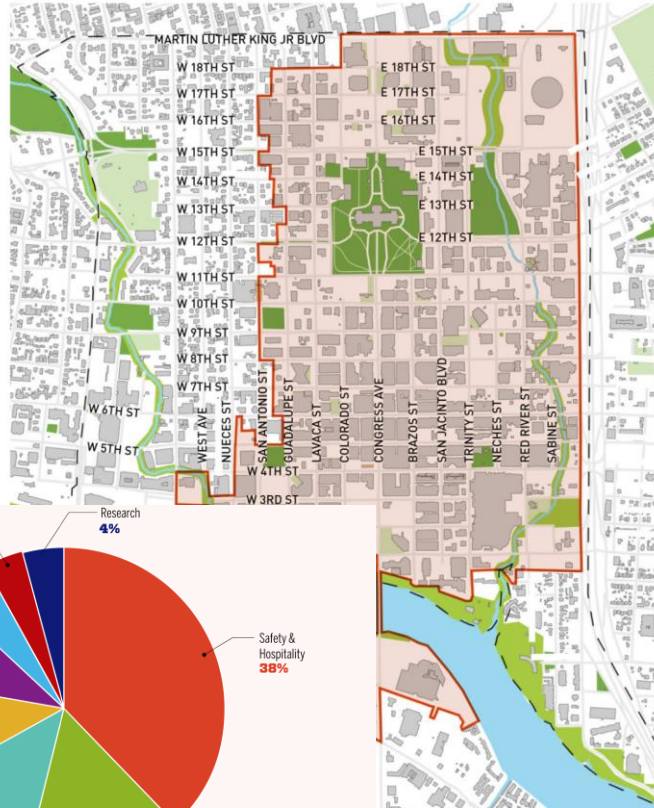 MARTIN LUTHER KING JR BLVD
W 18TH ST
E 18TH ST
W 17TH ST
E 17TH ST
W 16TH ST
E 16TH ST
W 15TH ST
E 15TH ST
W 14TH ST
E 14TH ST
W 13TH ST
E 13TH ST
W 12TH ST
E 12TH ST
W 11TH ST
W 10TH ST
W 9TH ST
W 8TH ST
W 7TH ST
W 6TH ST
W 5TH ST
WEST AVE
NUECES ST
SAN ANTONIO ST
GUADALUPE ST
LAVACA ST
COLORADO ST
CONGRESS AVE
BRAZOS ST
SAN JACINTO BLVD
TRINITY ST
NECHES ST
RED RIVER ST
SABINE ST
W 4TH ST
W 3RD ST
Research
4%
Safety &
Hospitality
38%